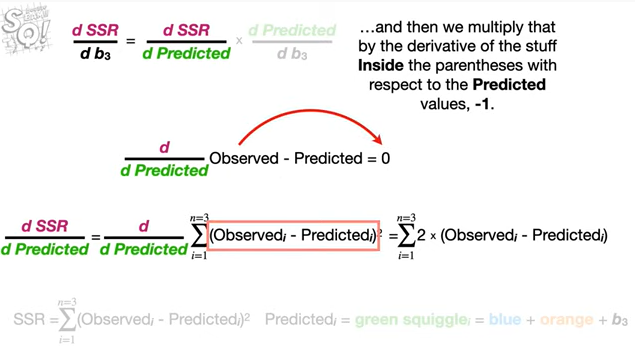 SQ!
d SSR / d b₃ = d SSR / d Predicted × d Predicted / d b₃
...and then we multiply that
by the derivative of the stuff
Inside the parentheses with
respect to the Predicted
values, -1.
d / d Predicted Observed - Predicted = 0
d SSR / d Predicted = d / d Predicted n=3 ∑ i=1 (Observedᵢ - Predictedᵢ)² = n=3 ∑ i=1 2 × (Observedᵢ - Predictedᵢ)
SSR = n=3 ∑ i=1 (Observedᵢ - Predictedᵢ)² Predictedᵢ = green squiggleᵢ = blue + orange + b₃